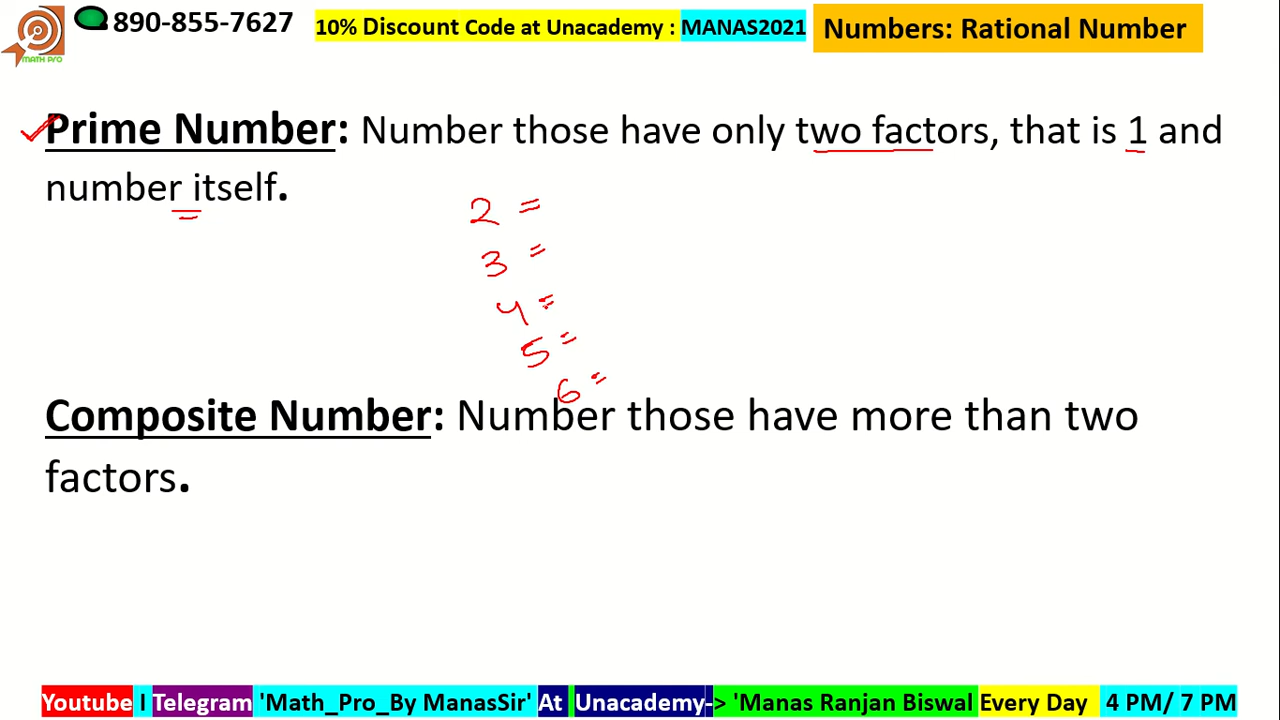 MATH PRO
890-855-7627
10% Discount Code at Unacademy : MANAS2021
Numbers: Rational Number
Prime Number: Number those have only two factors, that is 1 and
number itself.
2 =
3 =
4 =
5 =
6 =
Composite Number: Number those have more than two
factors.
Youtube I Telegram 'Math_Pro_By ManasSir' At Unacademy-> 'Manas Ranjan Biswal Every Day 4 PM/ 7 PM